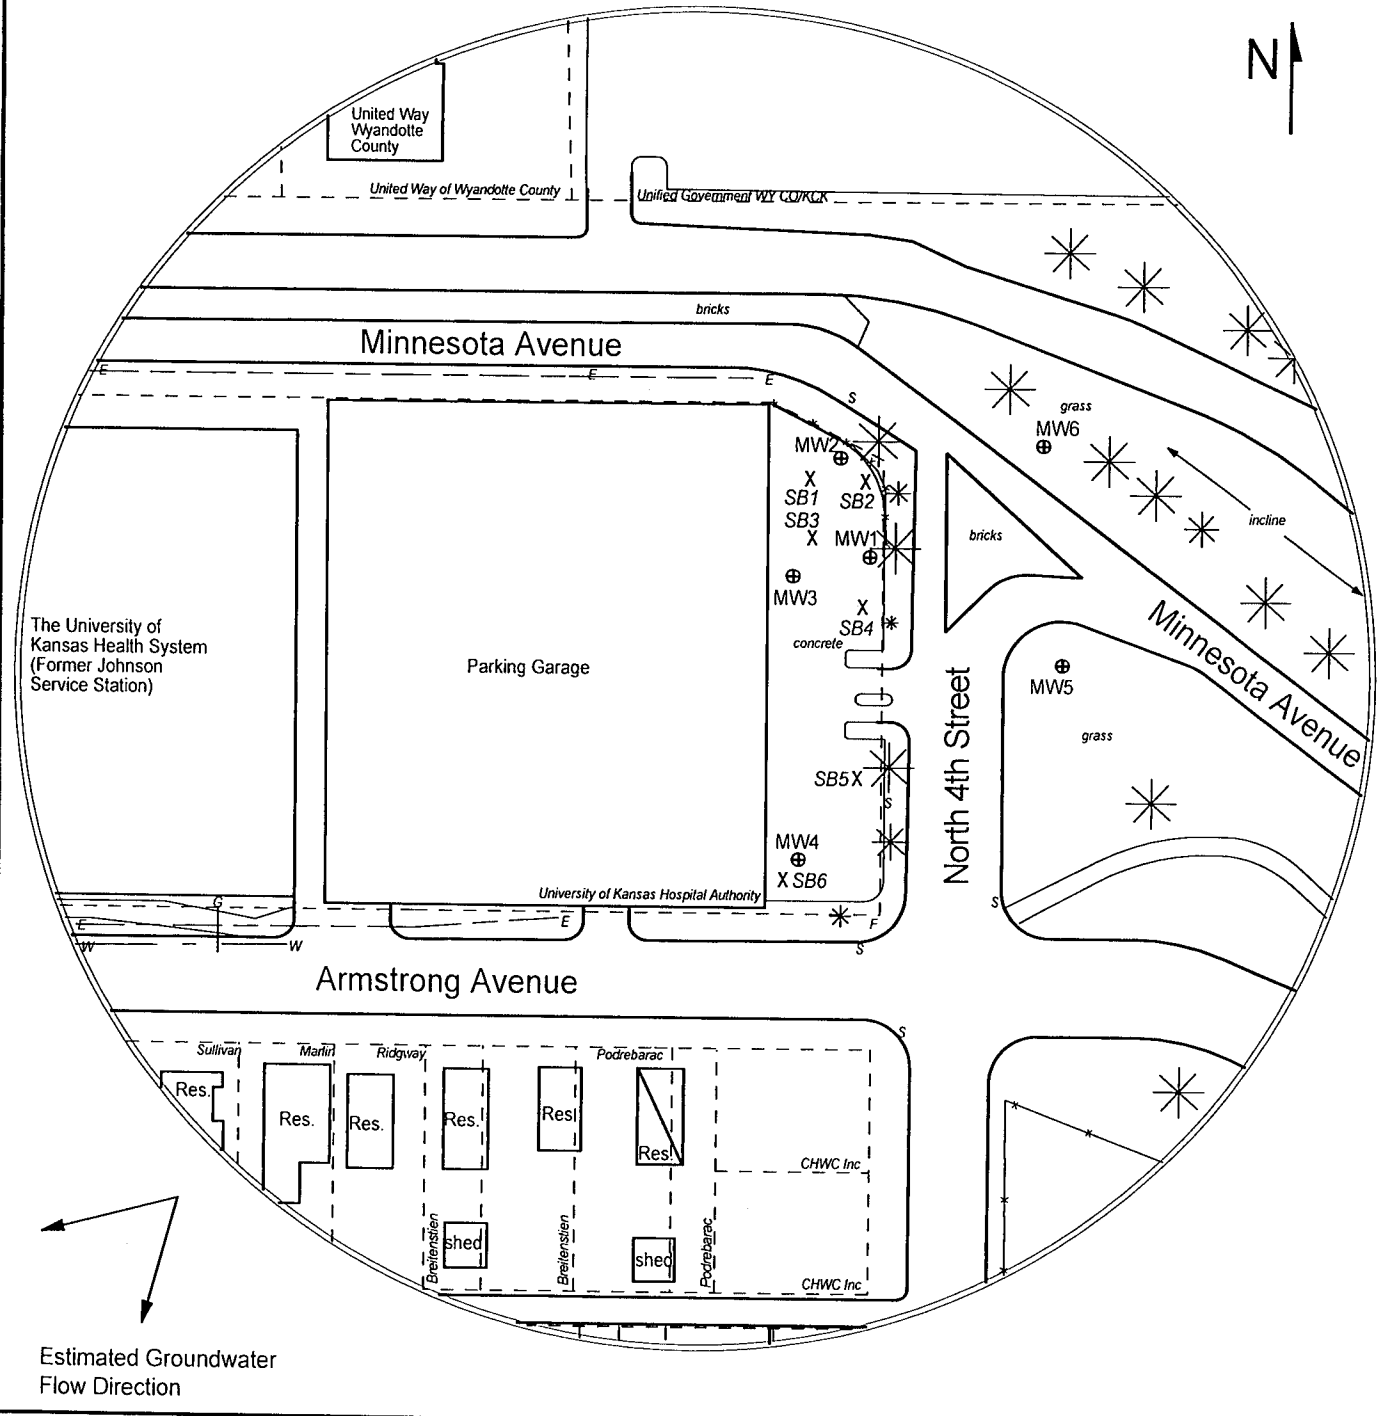 N
United Way
Wyandotte
County
United Way of Wyandotte County
Unified Government WY CO/KCK
bricks
Minnesota Avenue
E
E
E
S
grass
MW6
MW2
SB1
SB2
SB3
MW1
incline
bricks
MW3
SB4
concrete
The University of
Kansas Health System
(Former Johnson
Service Station)
Parking Garage
Minnesota Avenue
MW5
North 4th Street
grass
SB5
S
MW4
SB6
University of Kansas Hospital Authority
G
E
E
F
S
W
W
S
Armstrong Avenue
S
Sullivan
Marlin
Ridgway
Podrebarac
Res.
Res.
Res.
Res.
Res
Res.
CHWC Inc
Breitenstien
shed
Breitenstien
shed
Podrebarac
CHWC Inc
Estimated Groundwater
Flow Direction